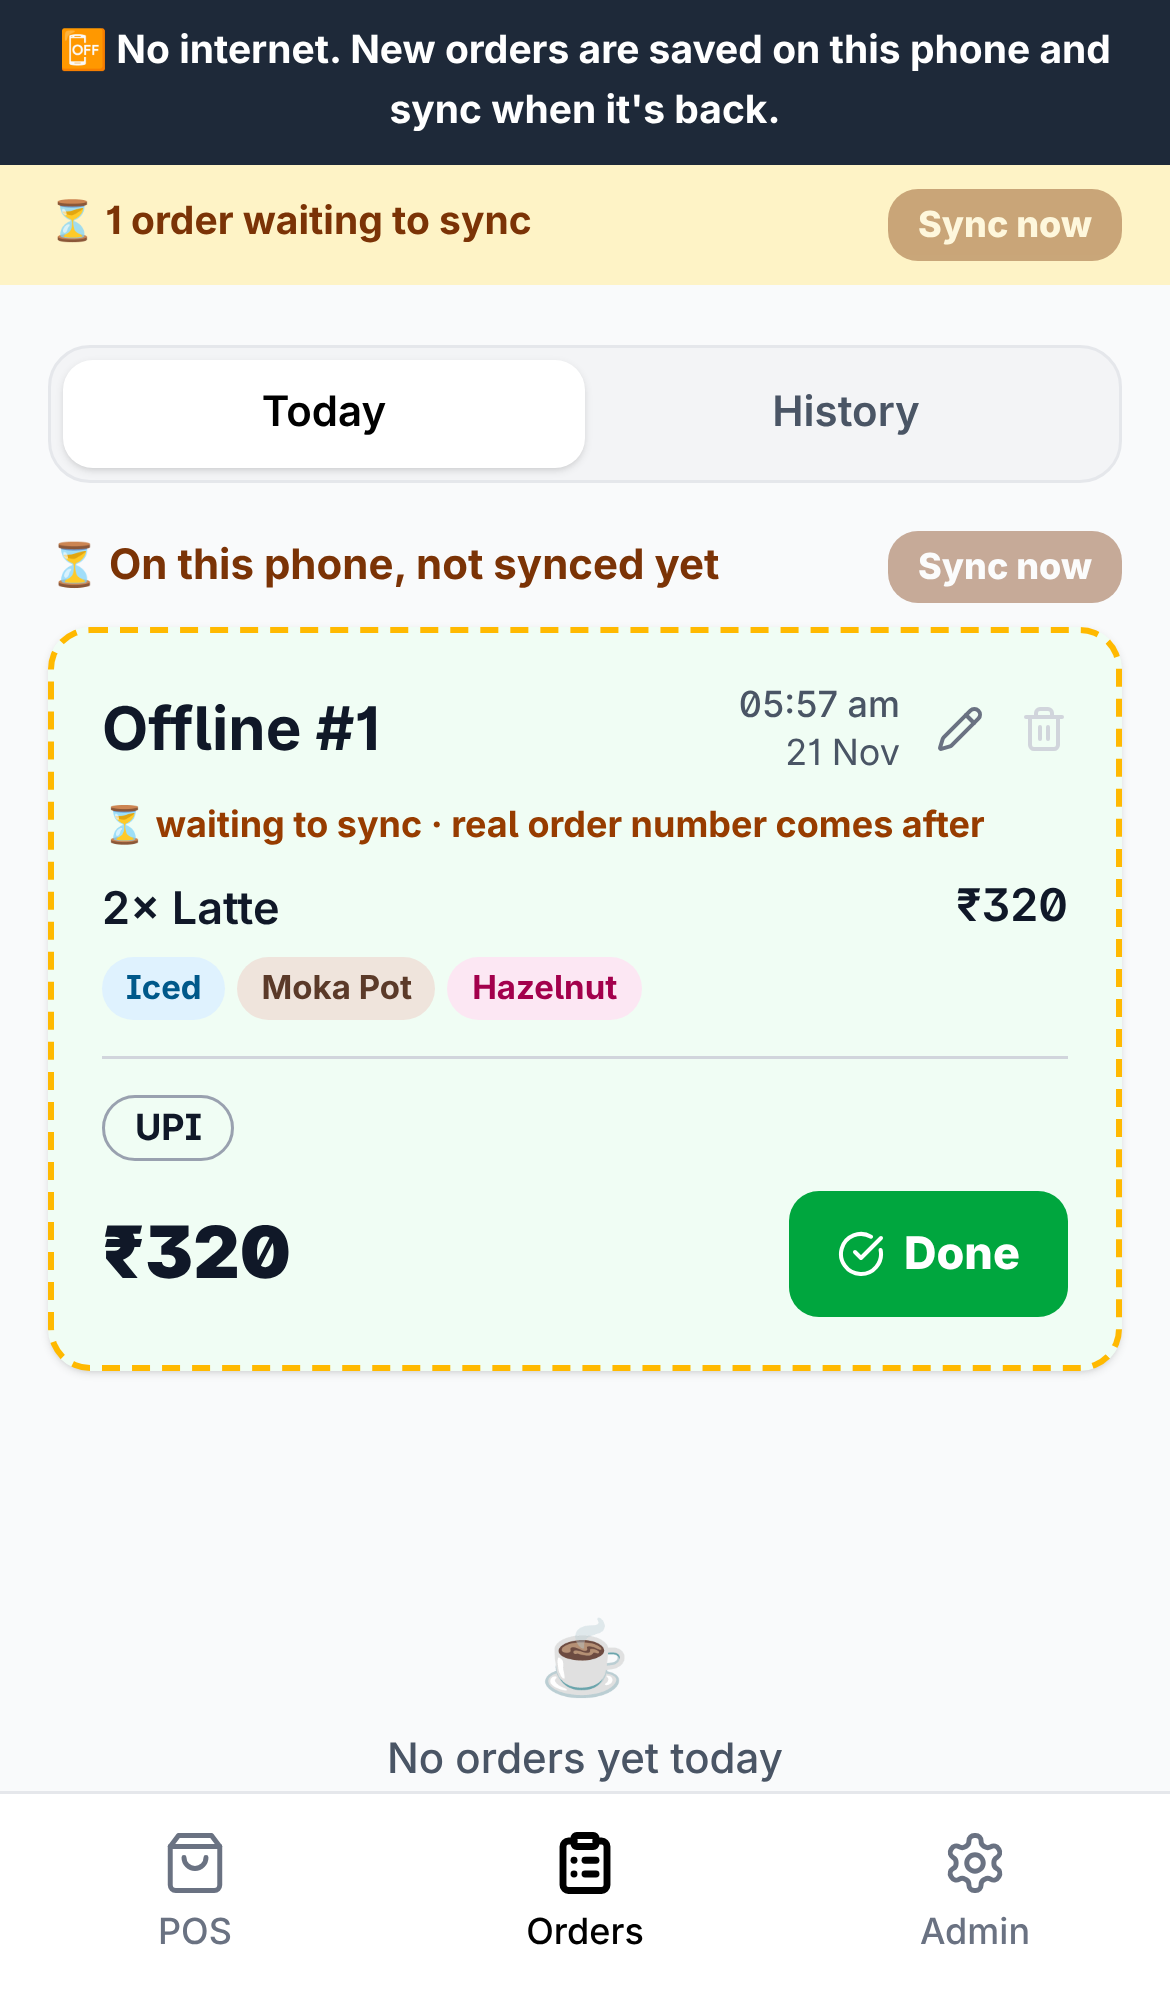 No internet. New orders are saved on this phone and
sync when it's back.
1 order waiting to sync
Sync now
Today
History
On this phone, not synced yet
Sync now
Offline #1
05:57 am
21 Nov
waiting to sync · real order number comes after
2× Latte
₹320
Iced
Moka Pot
Hazelnut
UPI
₹320
Done
No orders yet today
POS
Orders
Admin